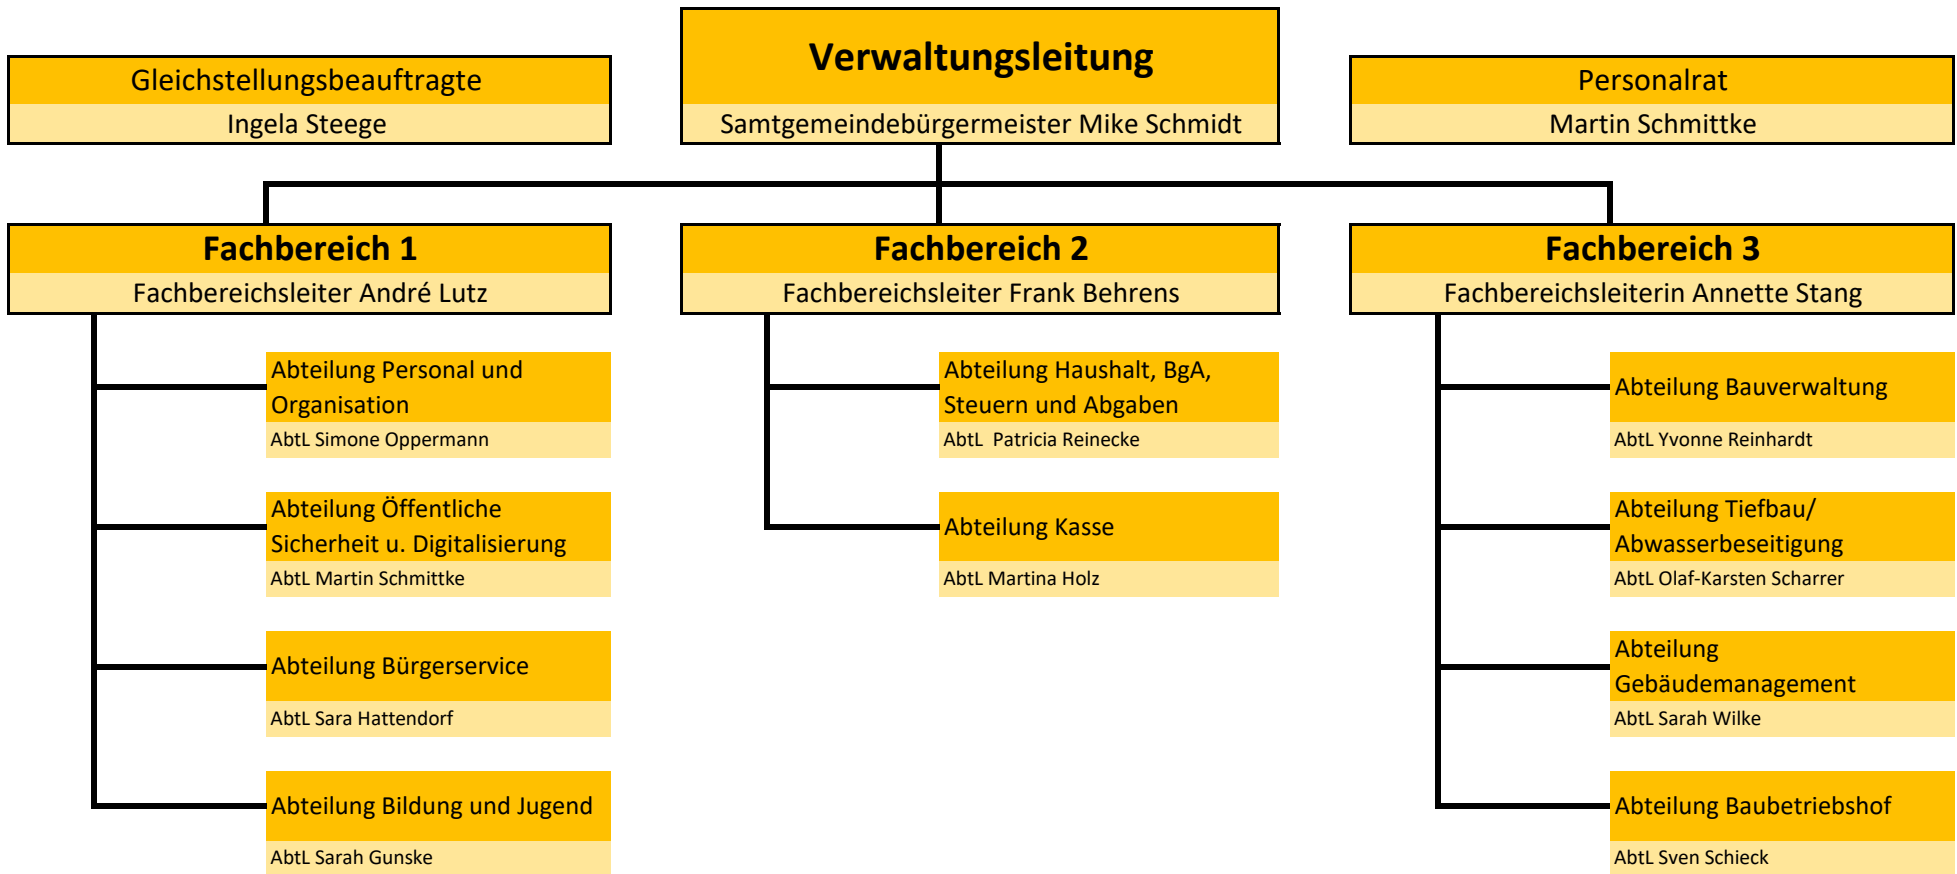 Verwaltungsleitung
Samtgemeindebürgermeister Mike Schmidt
Gleichstellungsbeauftragte
Ingela Steege
Personalrat
Martin Schmittke
Fachbereich 1
Fachbereichsleiter André Lutz
Abteilung Personal und
Organisation
AbtL Simone Oppermann
Abteilung Öffentliche
Sicherheit u. Digitalisierung
AbtL Martin Schmittke
Abteilung Bürgerservice
AbtL Sara Hattendorf
Abteilung Bildung und Jugend
AbtL Sarah Gunske
Fachbereich 2
Fachbereichsleiter Frank Behrens
Abteilung Haushalt, BgA,
Steuern und Abgaben
AbtL Patricia Reinecke
Abteilung Kasse
AbtL Martina Holz
Fachbereich 3
Fachbereichsleiterin Annette Stang
Abteilung Bauverwaltung
AbtL Yvonne Reinhardt
Abteilung Tiefbau/
Abwasserbeseitigung
AbtL Olaf-Karsten Scharrer
Abteilung
Gebäudemanagement
AbtL Sarah Wilke
Abteilung Baubetriebshof
AbtL Sven Schieck